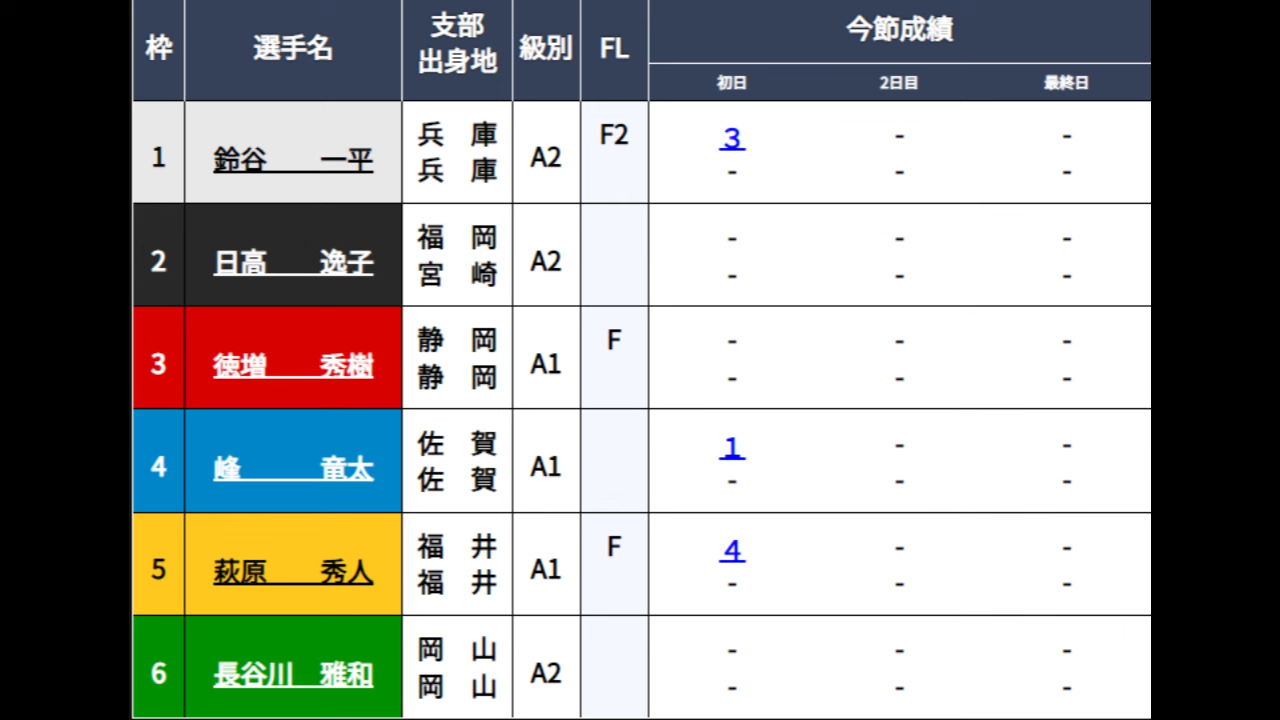 枠 選手名 支部 出身地 級別 FL 今節成績
初日 2日目 最終日
1 鈴谷 一平 兵庫 A2 F2 3 - -
兵庫 - - -
2 日高 逸子 福岡 A2 - - -
宮崎 - - -
3 徳増 秀樹 静岡 A1 F - - -
静岡 - - -
4 峰 竜太 佐賀 A1 1 - -
佐賀 - - -
5 萩原 秀人 福井 A1 F 4 - -
福井 - - -
6 長谷川 雅和 岡山 A2 - - -
岡山 - - -